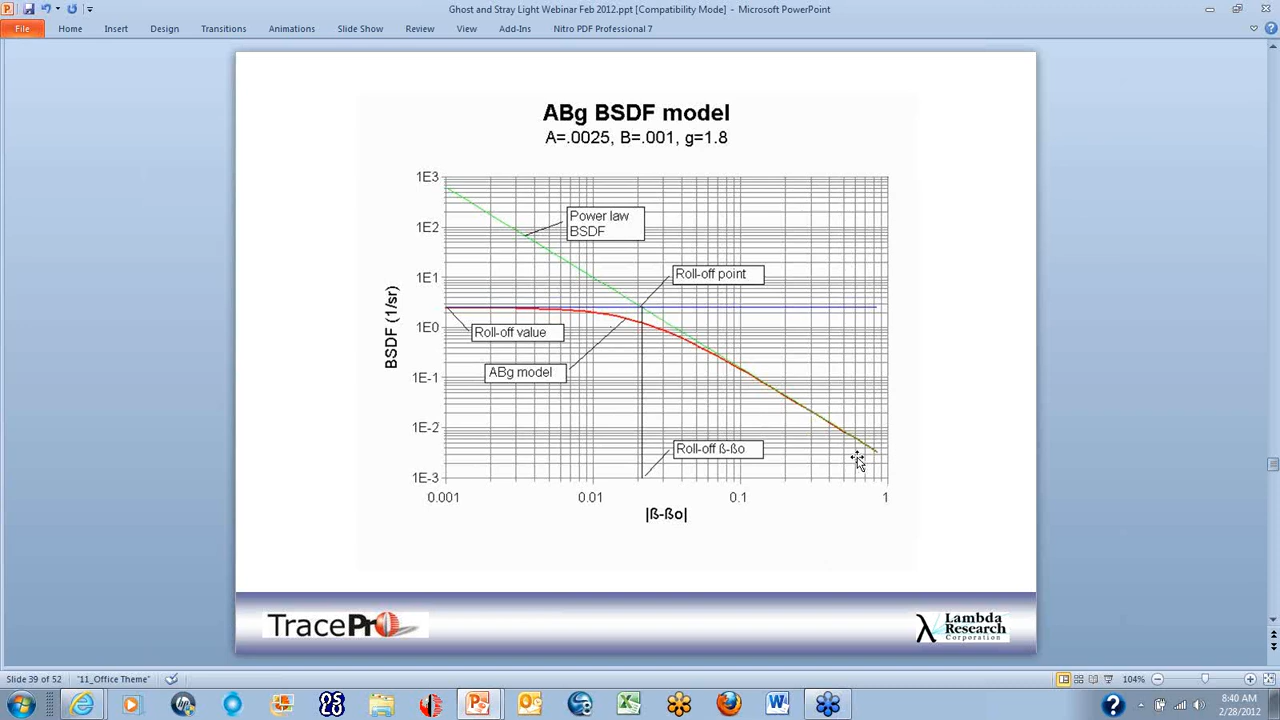 Ghost and Stray Light Webinar Feb 2012.ppt [Compatibility Mode] - Microsoft PowerPoint
File Home Insert Design Transitions Animations Slide Show Review View Add-Ins Nitro PDF Professional 7
ABg BSDF model
A=.0025, B=.001, g=1.8
1E3
1E2
1E1
1E0
1E-1
1E-2
1E-3
BSDF (1/sr)
Power law
BSDF
Roll-off point
Roll-off value
ABg model
Roll-off ß-ßo
0.001 0.01 0.1 1
|ß-ßo|
TracePro
λ Lambda
Research
Corporation
Slide 39 of 52 "11_Office Theme" 104%
8:40 AM
2/28/2012